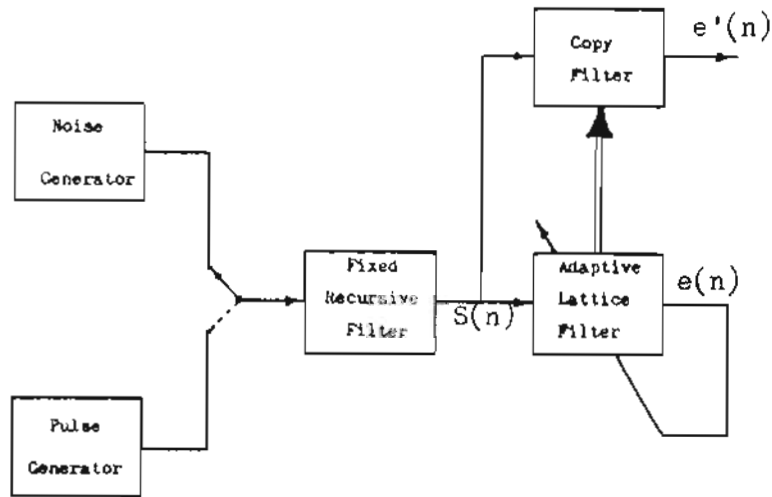 Copy
Filter
e'(n)
Noise
Generator
Fixed
Recursive
Filter
S(n)
Adaptive
Lattice
Filter
e(n)
Pulse
Generator